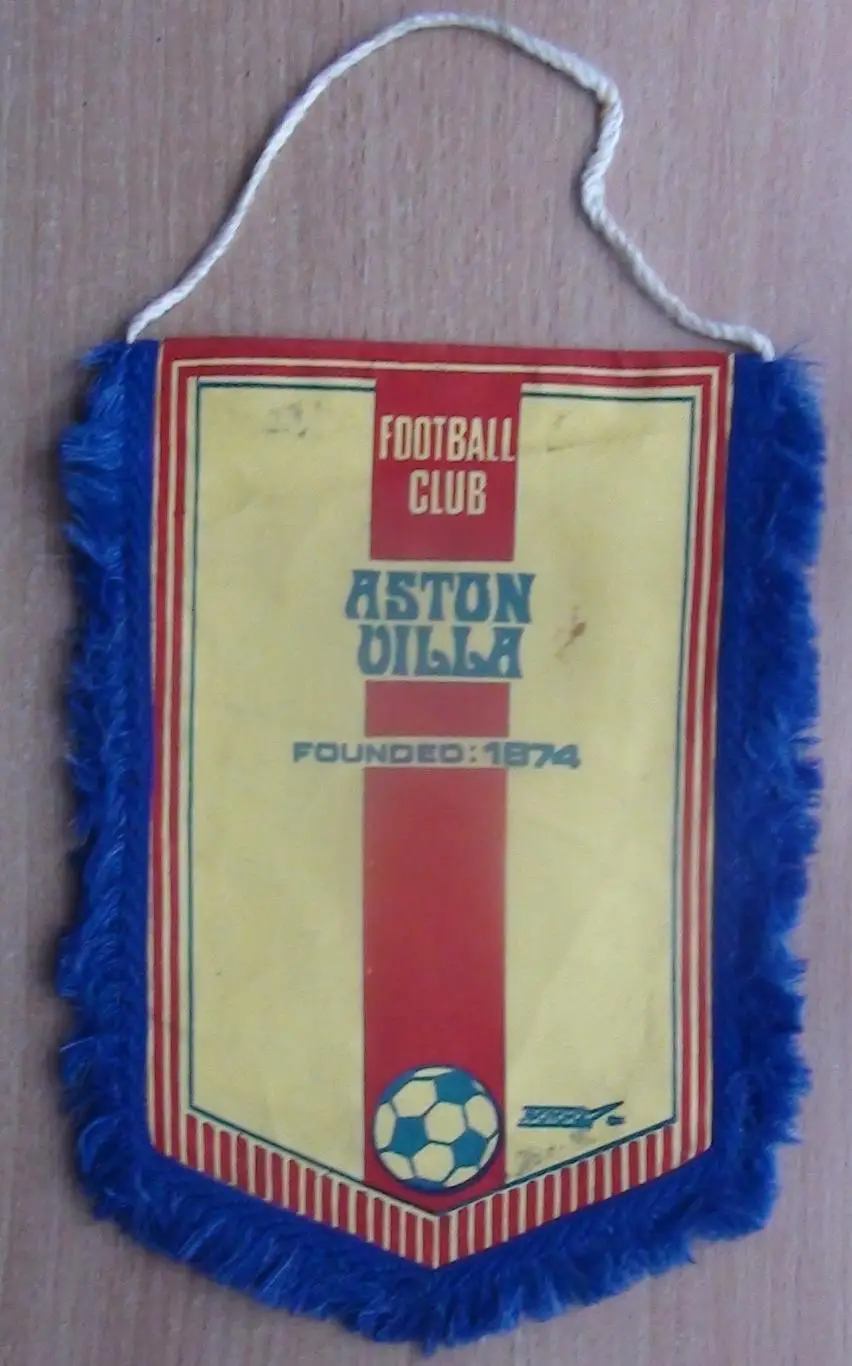 FOOTBALL
CLUB
ASTON
VILLA
FOUNDED: 1874